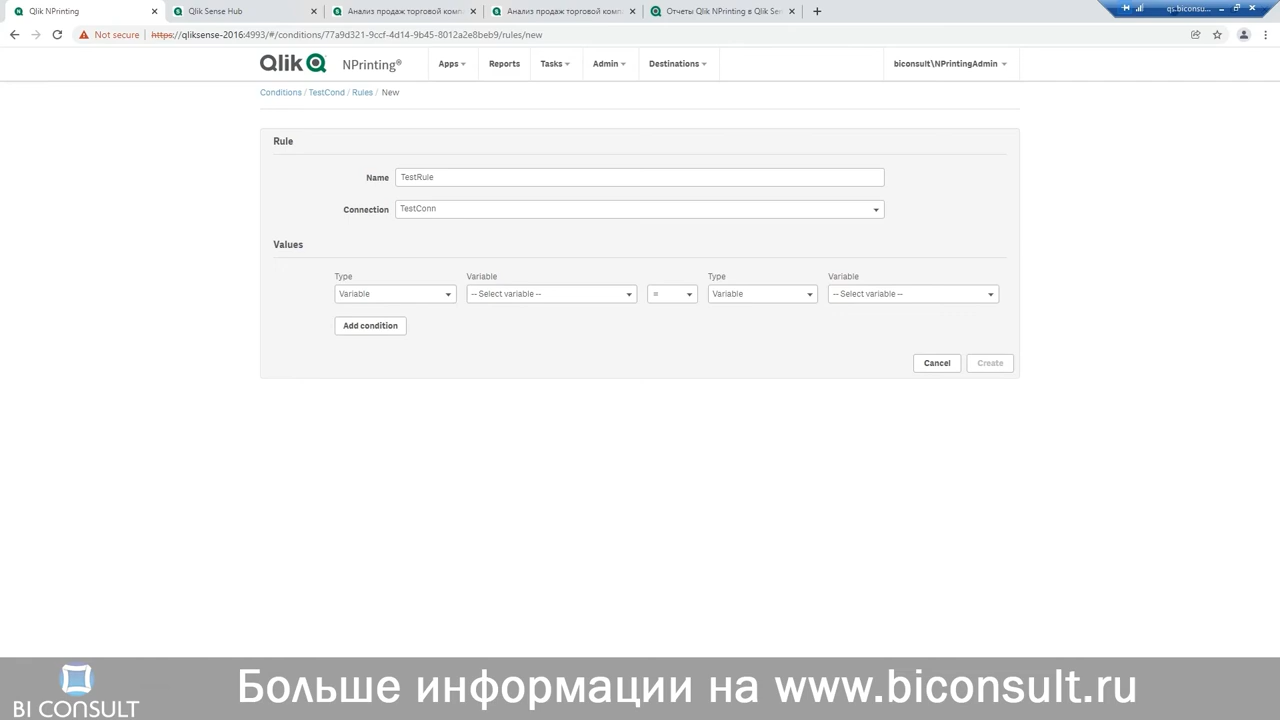 Qlik NPrinting
Qlik Sense Hub
Анализ продаж торговой комп
Анализ продаж торговой комп
Отчеты Qlik NPrinting в Qlik Sen
qs.biconsu...
Not secure
https://qliksense-2016:4993/#/conditions/77a9d321-9ccf-4d14-9b45-8012a2e8beb9/rules/new
Qlik NPrinting®
Apps
Reports
Tasks
Admin
Destinations
biconsult\NPrintingAdmin
Conditions / TestCond / Rules / New
Rule
Name TestRule
Connection TestConn
Values
Type Variable Type Variable
Variable -- Select variable -- = Variable -- Select variable --
Add condition
Cancel Create
BI CONSULT
Больше информации на www.biconsult.ru